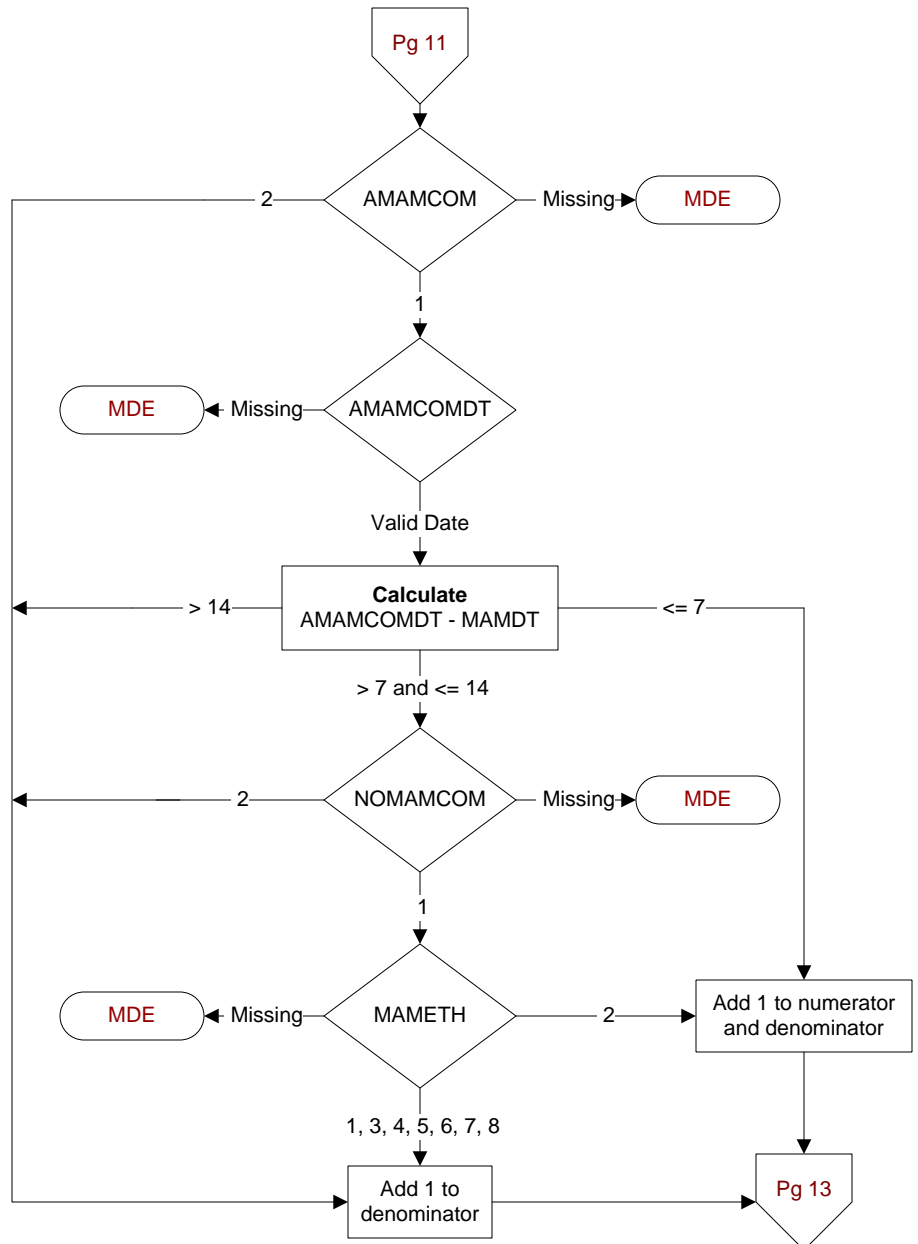 Pg 11
2
AMAMCOM
Missing
MDE
1
MDE
Missing
AMAMCOMDT
Valid Date
> 14
Calculate
AMAMCOMDT - MAMDT
<= 7
> 7 and <= 14
2
NOMAMCOM
Missing
MDE
1
MDE
Missing
MAMETH
2
Add 1 to numerator
and denominator
1, 3, 4, 5, 6, 7, 8
Add 1 to
denominator
Pg 13